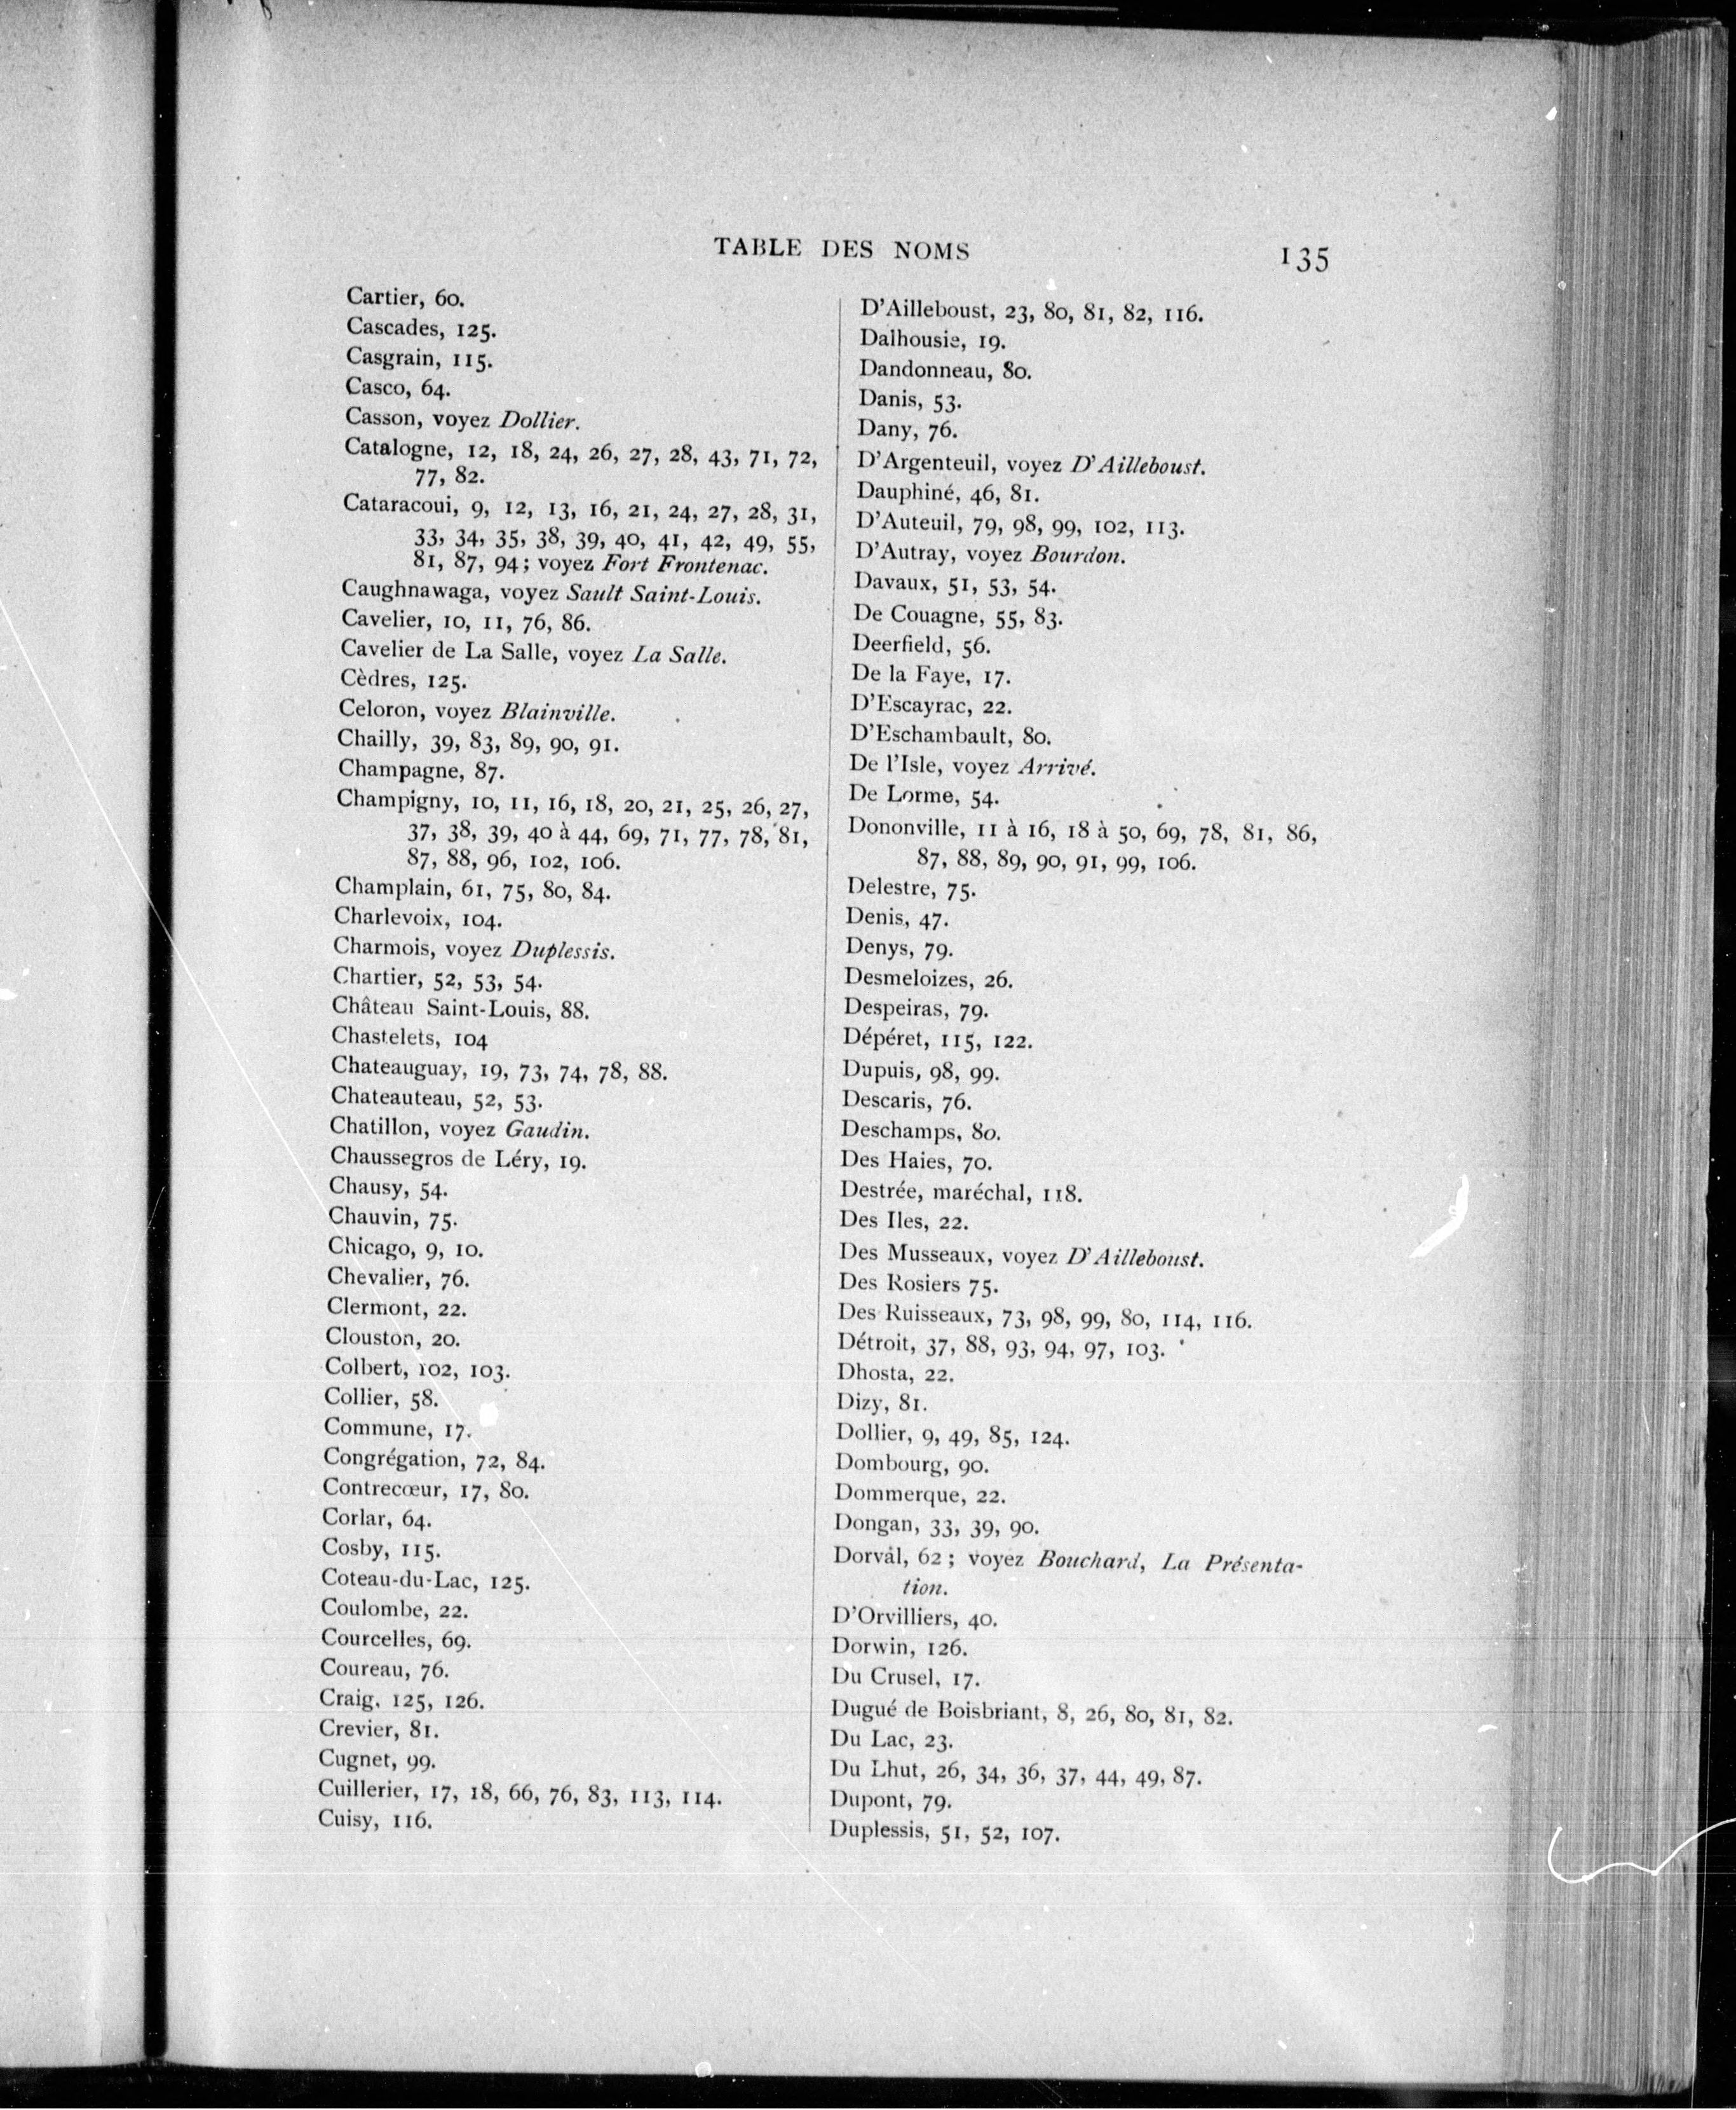 TABLE DES NOMS 135
Cartier, 60.
Cascades, 125.
Casgrain, 115.
Casco, 64.
Casson, voyez Dollier.
Catalogne, 12, 18, 24, 26, 27, 28, 43, 71, 72,
77, 82.
Cataracoui, 9, 12, 13, 16, 21, 24, 27, 28, 31,
33, 34, 35, 38, 39, 40, 41, 42, 49, 55,
81, 87, 94; voyez Fort Frontenac.
Caughnawaga, voyez Sault Saint-Louis.
Cavelier, 10, 11, 76, 86.
Cavelier de La Salle, voyez La Salle.
Cèdres, 125.
Celoron, voyez Blainville.
Chailly, 39, 83, 89, 90, 91.
Champagne, 87.
Champigny, 10, 11, 16, 18, 20, 21, 25, 26, 27,
37, 38, 39, 40 à 44, 69, 71, 77, 78, 81,
87, 88, 96, 102, 106.
Champlain, 61, 75, 80, 84.
Charlevoix, 104.
Charmois, voyez Duplessis.
Chartier, 52, 53, 54.
Château Saint-Louis, 88.
Chastelets, 104
Chateauguay, 19, 73, 74, 78, 88.
Chateauteau, 52, 53.
Chatillon, voyez Gaudin.
Chaussegros de Léry, 19.
Chausy, 54.
Chauvin, 75.
Chicago, 9, 10.
Chevalier, 76.
Clermont, 22.
Clouston, 20.
Colbert, 102, 103.
Collier, 58.
Commune, 17.
Congrégation, 72, 84.
Contrecœur, 17, 80.
Corlar, 64.
Cosby, 115.
Coteau-du-Lac, 125.
Coulombe, 22.
Courcelles, 69.
Coureau, 76.
Craig, 125, 126.
Crevier, 81.
Cugnet, 99.
Cuillerier, 17, 18, 66, 76, 83, 113, 114.
Cuisy, 116.
D'Ailleboust, 23, 80, 81, 82, 116.
Dalhousie, 19.
Dandonneau, 80.
Danis, 53.
Dany, 76.
D'Argenteuil, voyez D'Ailleboust.
Dauphiné, 46, 81.
D'Auteuil, 79, 98, 99, 102, 113.
D'Autray, voyez Bourdon.
Davaux, 51, 53, 54.
De Couagne, 55, 83.
Deerfield, 56.
De la Faye, 17.
D'Escayrac, 22.
D'Eschambault, 80.
De l'Isle, voyez Arrivé.
De Lorme, 54.
Dononville, 11 à 16, 18 à 50, 69, 78, 81, 86,
87, 88, 89, 90, 91, 99, 106.
Delestre, 75.
Denis, 47.
Denys, 79.
Desmeloizes, 26.
Despeiras, 79.
Dépéret, 115, 122.
Dupuis, 98, 99.
Descaris, 76.
Deschamps, 80.
Des Haies, 70.
Destrée, maréchal, 118.
Des Iles, 22.
Des Musseaux, voyez D'Ailleboust.
Des Rosiers 75.
Des Ruisseaux, 73, 98, 99, 80, 114, 116.
Détroit, 37, 88, 93, 94, 97, 103.
Dhosta, 22.
Dizy, 81.
Dollier, 9, 49, 85, 124.
Dombourg, 90.
Dommerque, 22.
Dongan, 33, 39, 90.
Dorval, 62; voyez Bouchard, La Présenta-
tion.
D'Orvilliers, 40.
Dorwin, 126.
Du Crusel, 17.
Dugué de Boisbriant, 8, 26, 80, 81, 82.
Du Lac, 23.
Du Lhut, 26, 34, 36, 37, 44, 49, 87.
Dupont, 79.
Duplessis, 51, 52, 107.